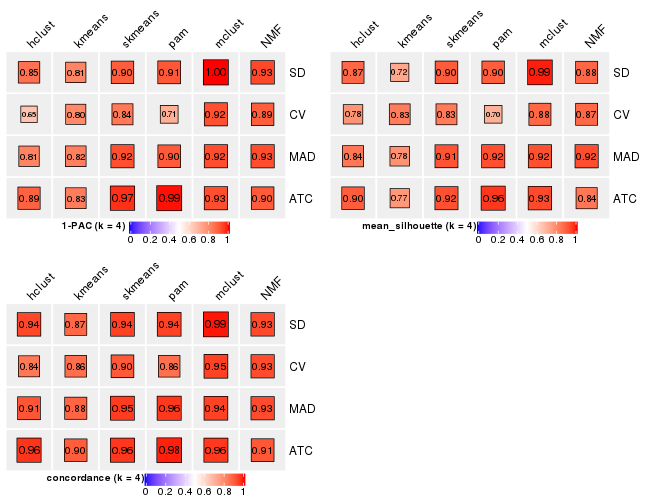 hclust kmeans skmeans pam mclust NMF
0.85 0.81 0.90 0.91 1.00 0.93 SD
0.65 0.80 0.84 0.71 0.92 0.89 CV
0.81 0.82 0.92 0.90 0.92 0.93 MAD
0.89 0.83 0.97 0.99 0.93 0.90 ATC
1-PAC (k = 4)
0 0.2 0.4 0.6 0.8 1
hclust kmeans skmeans pam mclust NMF
0.87 0.72 0.90 0.90 0.99 0.88 SD
0.78 0.83 0.83 0.70 0.88 0.87 CV
0.84 0.78 0.91 0.92 0.92 0.92 MAD
0.90 0.77 0.92 0.96 0.93 0.84 ATC
mean_silhouette (k = 4)
0 0.2 0.4 0.6 0.8 1
hclust kmeans skmeans pam mclust NMF
0.94 0.87 0.94 0.94 0.99 0.93 SD
0.84 0.86 0.90 0.86 0.95 0.93 CV
0.91 0.88 0.95 0.96 0.94 0.93 MAD
0.96 0.90 0.96 0.98 0.96 0.91 ATC
concordance (k = 4)
0 0.2 0.4 0.6 0.8 1